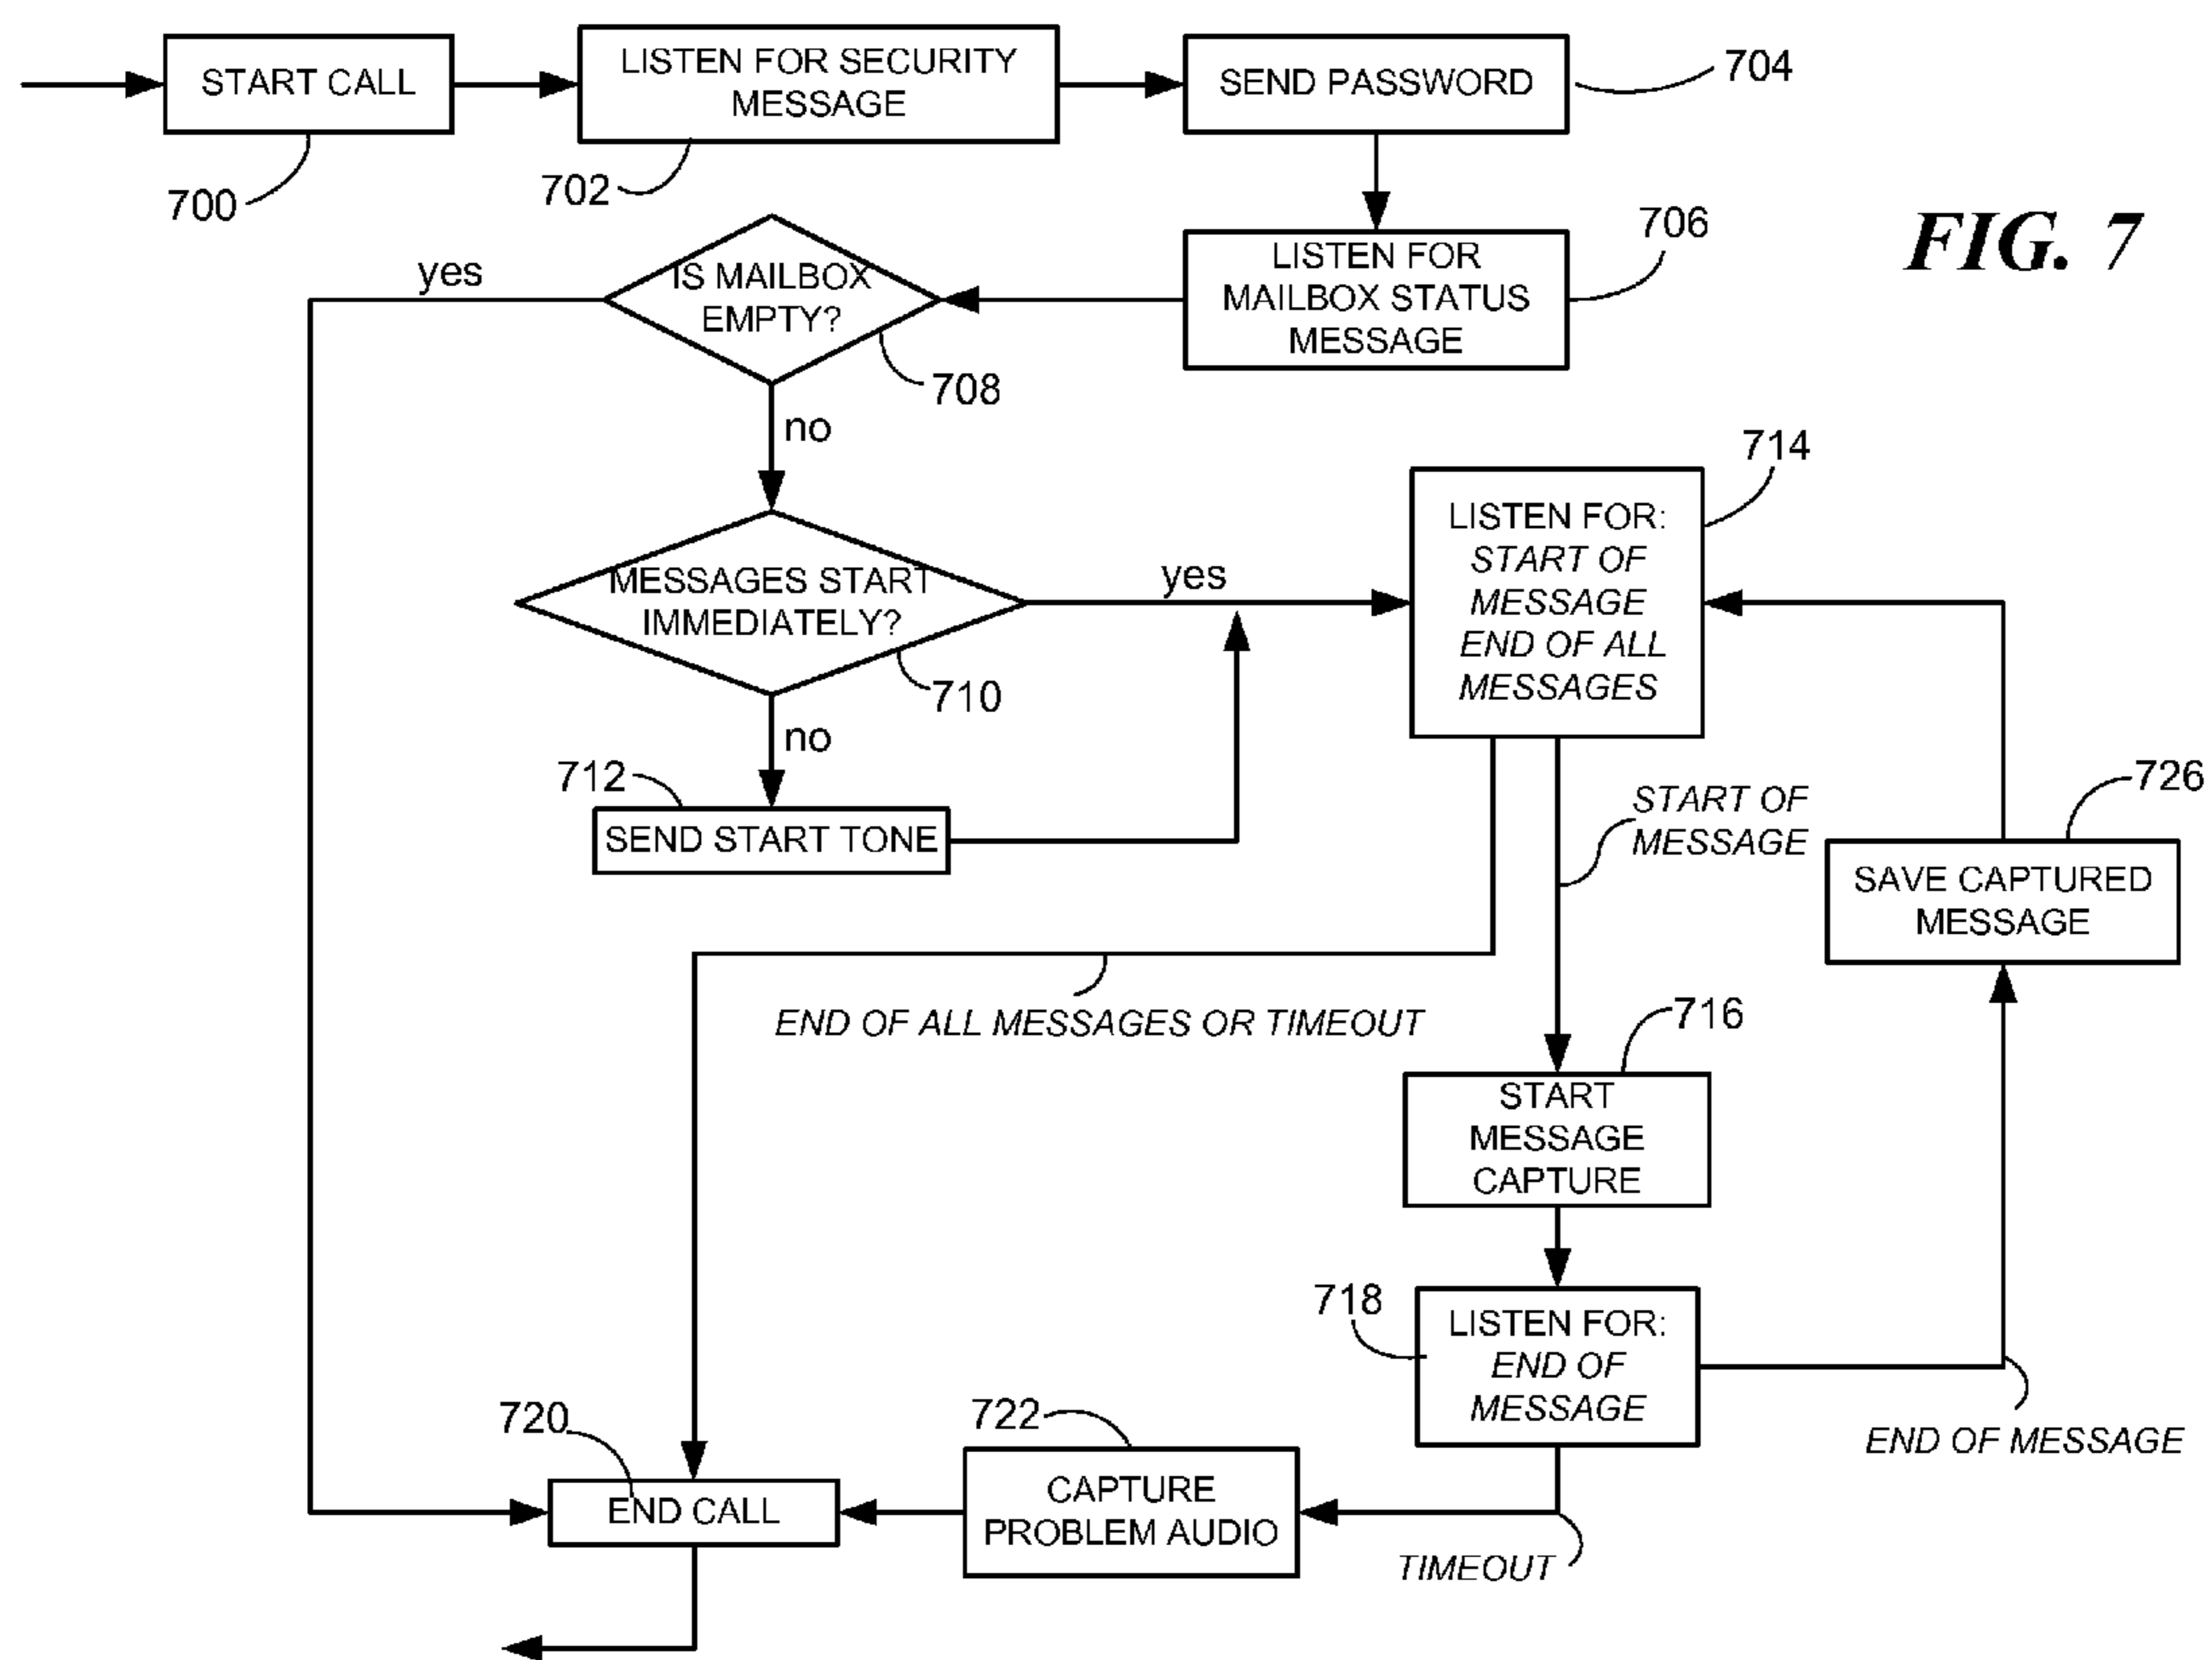 START CALL
LISTEN FOR SECURITY
MESSAGE
SEND PASSWORD
704
700
702
706
FIG. 7
yes
IS MAILBOX
EMPTY?
LISTEN FOR
MAILBOX STATUS
MESSAGE
708
no
714
MESSAGES START
IMMEDIATELY?
yes
LISTEN FOR:
START OF
MESSAGE
END OF ALL
MESSAGES
710
no
712
SEND START TONE
START OF
MESSAGE
726
SAVE CAPTURED
MESSAGE
END OF ALL MESSAGES OR TIMEOUT
716
START
MESSAGE
CAPTURE
718
LISTEN FOR:
END OF
MESSAGE
720
722
END OF MESSAGE
END CALL
CAPTURE
PROBLEM AUDIO
TIMEOUT